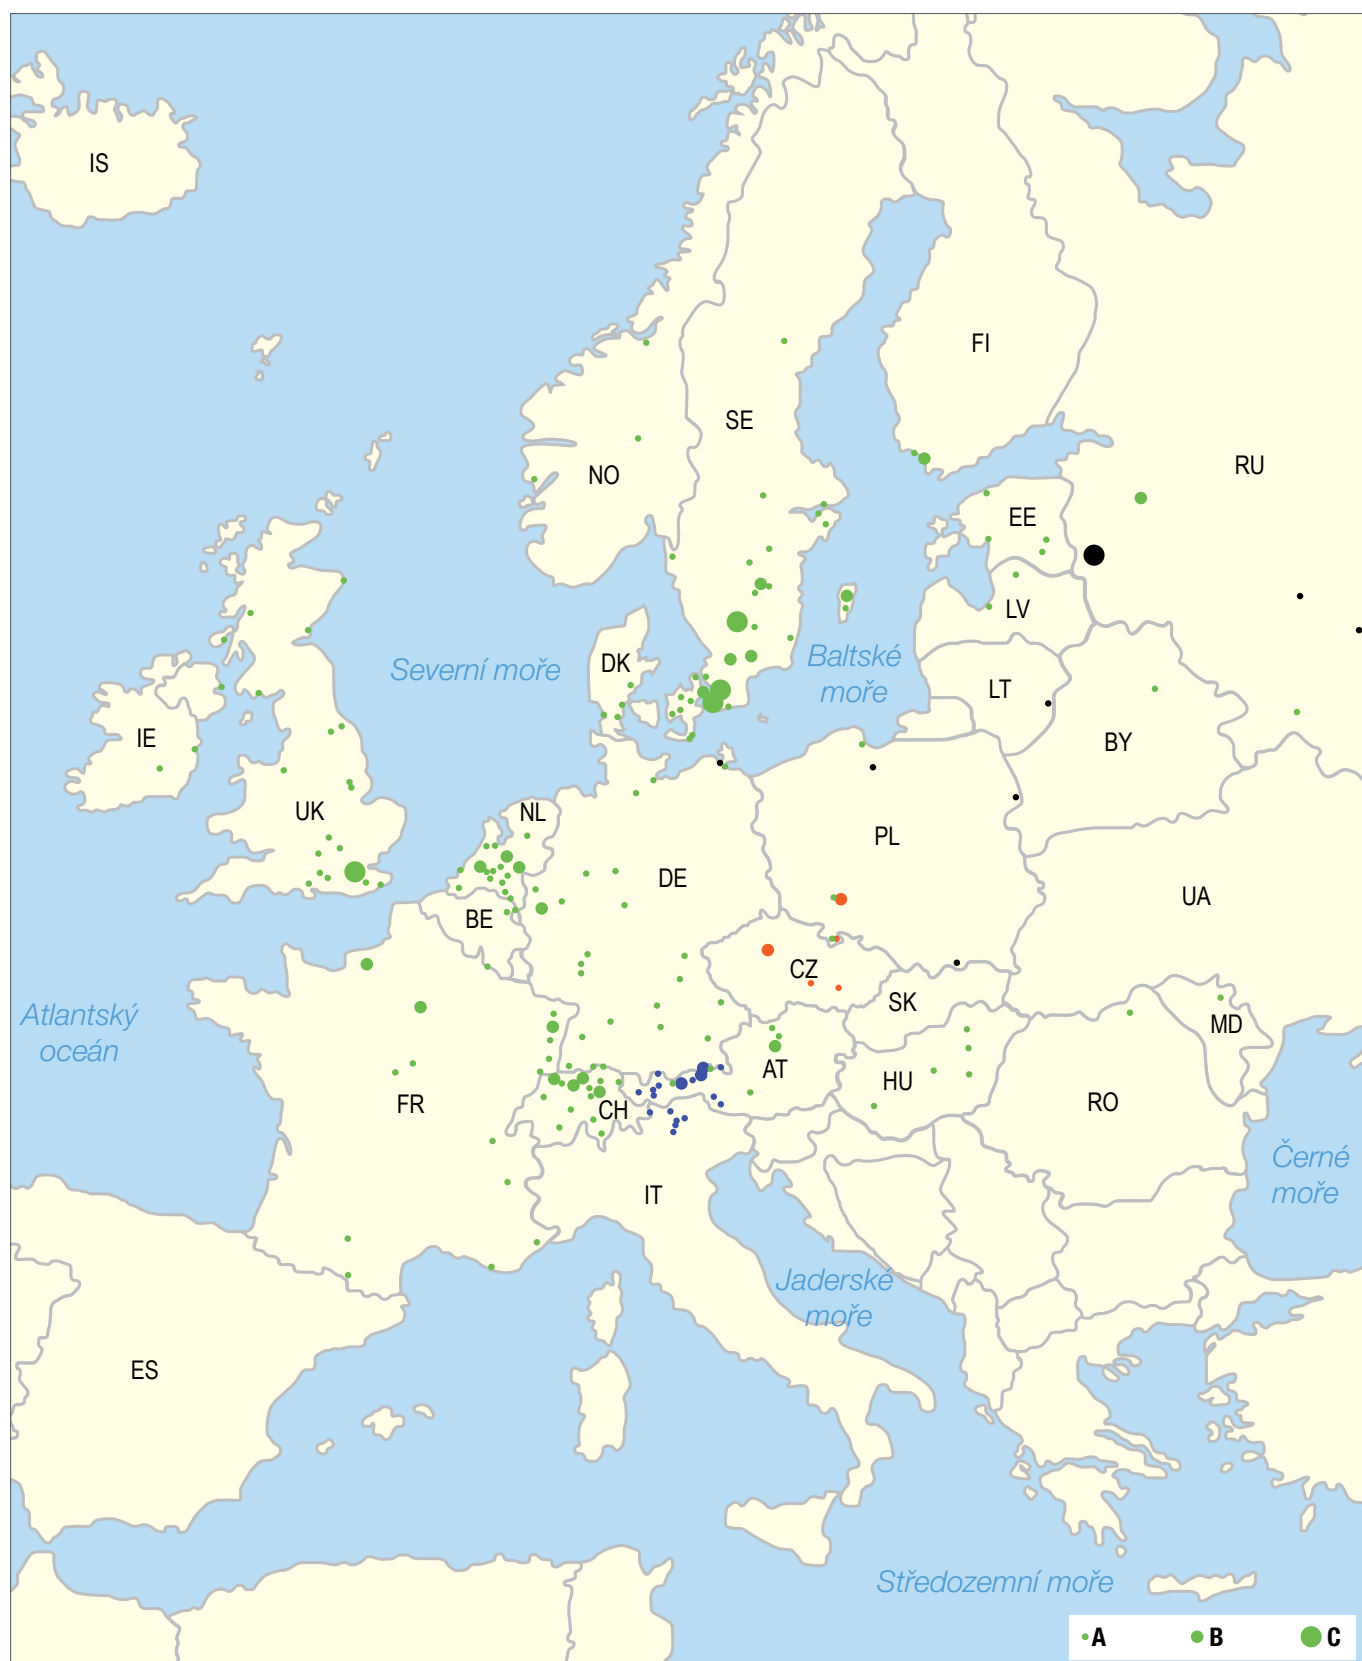 IS
FI
SE
NO
RU
EE
LV
Severní moře
DK
Baltské
moře
LT
IE
BY
UK
NL
PL
DE
UA
BE
CZ
SK
Atlantský
oceán
MD
AT
HU
FR
CH
RO
Černé
moře
IT
Jaderské
moře
ES
Středozemní moře
A B C